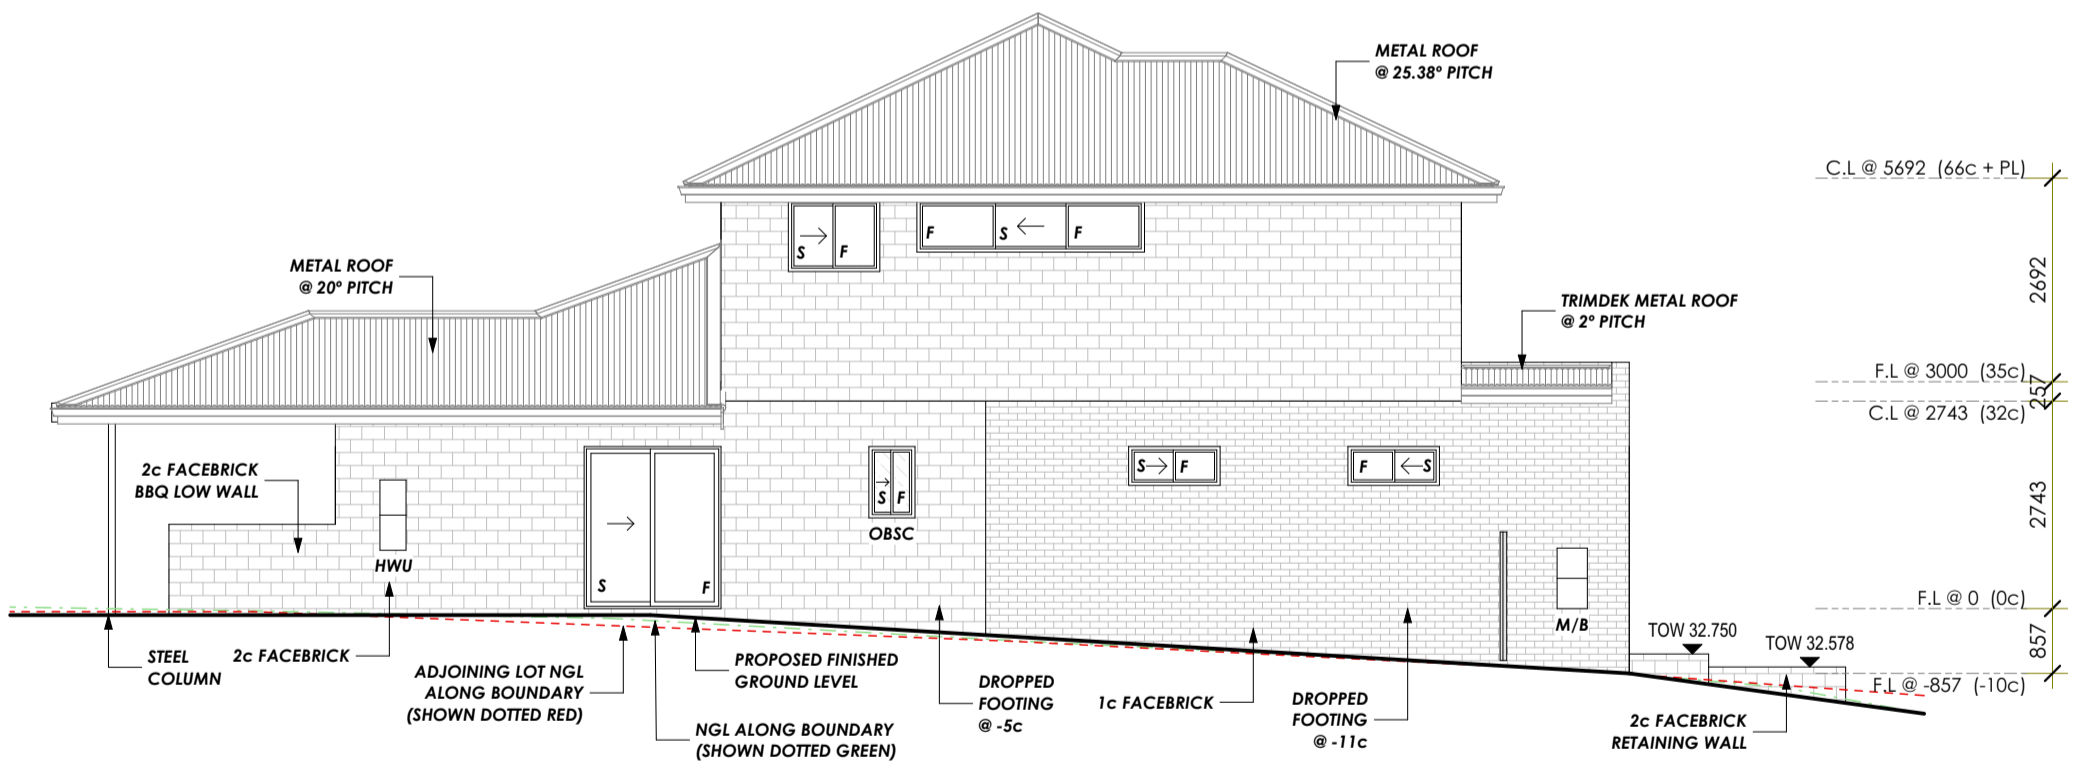 METAL ROOF
@ 25.38° PITCH
C.L @ 5692 (66c + PL)
S
F
F
S
F
METAL ROOF
@ 20° PITCH
2692
TRIMDEK METAL ROOF
@ 2° PITCH
F.L @ 3000 (35c)
257
C.L @ 2743 (32c)
2c FACEBRICK
BBQ LOW WALL
S
F
F
S
S
F
OBSC
2743
HWU
S
F
F.L @ 0 (0c)
M/B
TOW 32.750
TOW 32.578
857
STEEL
COLUMN
2c FACEBRICK
ADJOINING LOT NGL
ALONG BOUNDARY
(SHOWN DOTTED RED)
PROPOSED FINISHED
GROUND LEVEL
NGL ALONG BOUNDARY
(SHOWN DOTTED GREEN)
DROPPED
FOOTING
@ -5c
1c FACEBRICK
DROPPED
FOOTING
@ -11c
F.L @ -857 (-10c)
2c FACEBRICK
RETAINING WALL